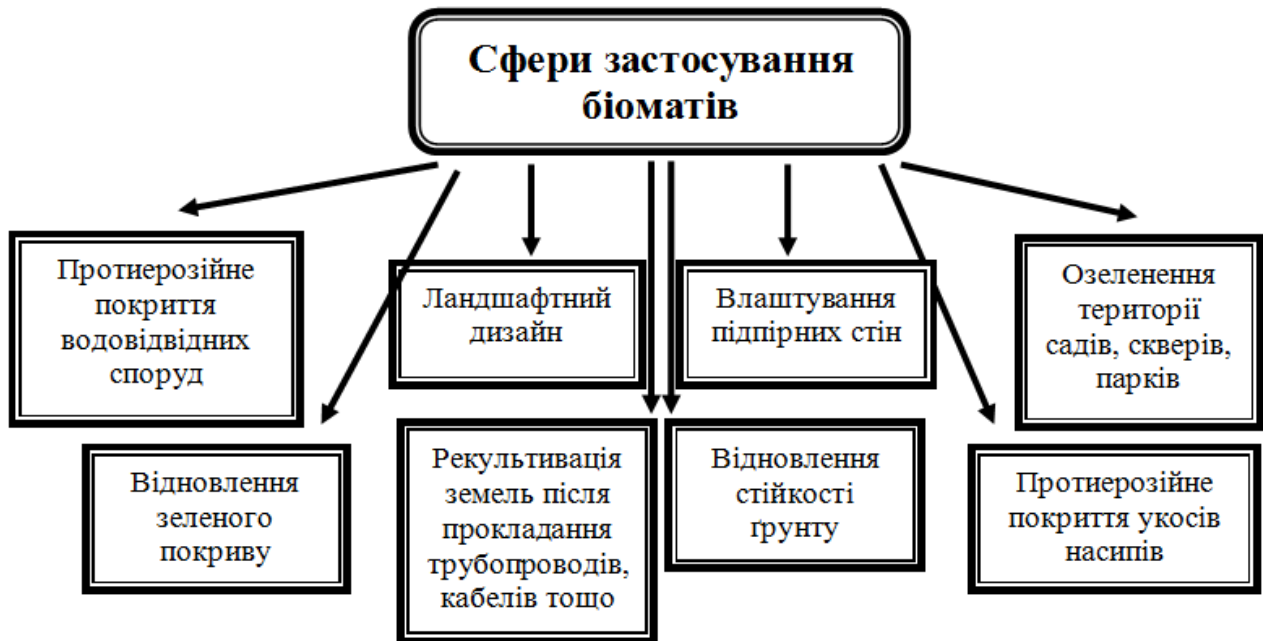 Сфери застосування
біоматів
Протиерозійне
покриття
водовідвідних
споруд
Ландшафтний
дизайн
Влаштування
підпірних стін
Озеленення
території
садів, скверів,
парків
Відновлення
зеленого
покриву
Рекультивація
земель після
прокладання
трубопроводів,
кабелів тощо
Відновлення
стійкості
ґрунту
Протиерозійне
покриття укосів
насипів